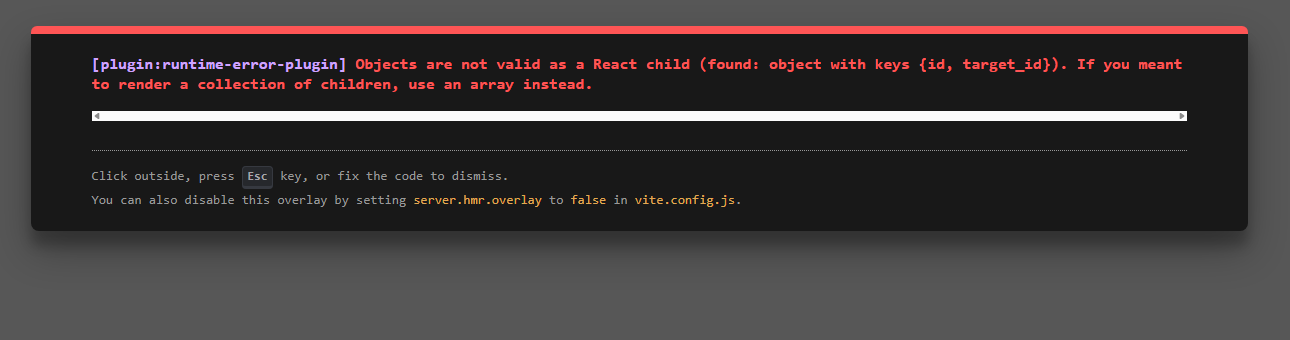 [plugin:runtime-error-plugin] Objects are not valid as a React child (found: object with keys {id, target_id}). If you meant
to render a collection of children, use an array instead.
Click outside, press Esc key, or fix the code to dismiss.
You can also disable this overlay by setting server.hmr.overlay to false in vite.config.js.